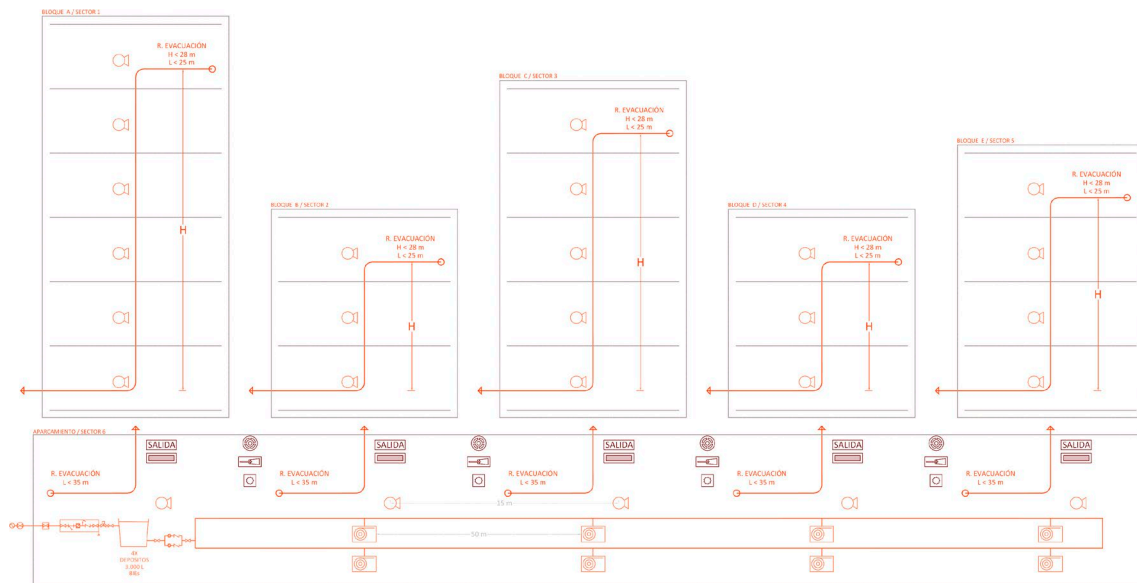 BLOQUE A / SECTOR 1
R. EVACUACIÓN
H < 28 m
L < 25 m
H
BLOQUE B / SECTOR 2
R. EVACUACIÓN
H < 28 m
L < 25 m
H
BLOQUE C / SECTOR 3
R. EVACUACIÓN
H < 28 m
L < 25 m
H
BLOQUE D / SECTOR 4
R. EVACUACIÓN
H < 28 m
L < 25 m
H
BLOQUE E / SECTOR 5
R. EVACUACIÓN
H < 28 m
L < 25 m
H
APARCAMIENTO / SECTOR 6
SALIDA
SALIDA
SALIDA
SALIDA
SALIDA
R. EVACUACIÓN
L < 35 m
R. EVACUACIÓN
L < 35 m
R. EVACUACIÓN
L < 35 m
R. EVACUACIÓN
L < 35 m
R. EVACUACIÓN
L < 35 m
15 m
50 m
4X
DEPÓSITOS
3.000 L